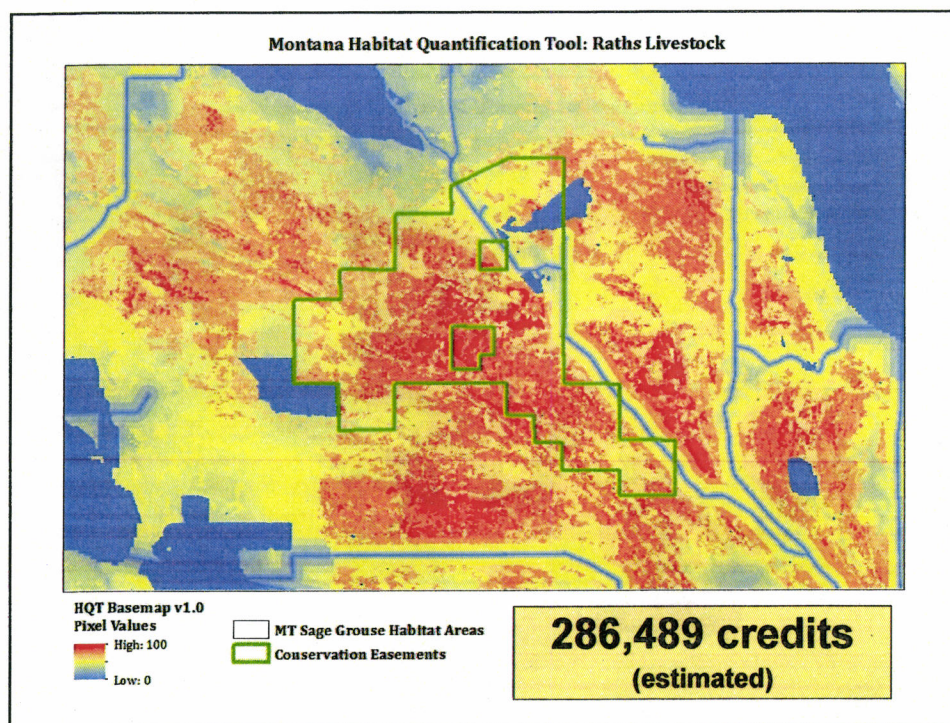 Montana Habitat Quantification Tool: Raths Livestock
HQT Basemap v1.0
Pixel Values
High: 100
Low: 0
MT Sage Grouse Habitat Areas
Conservation Easements
286,489 credits
(estimated)